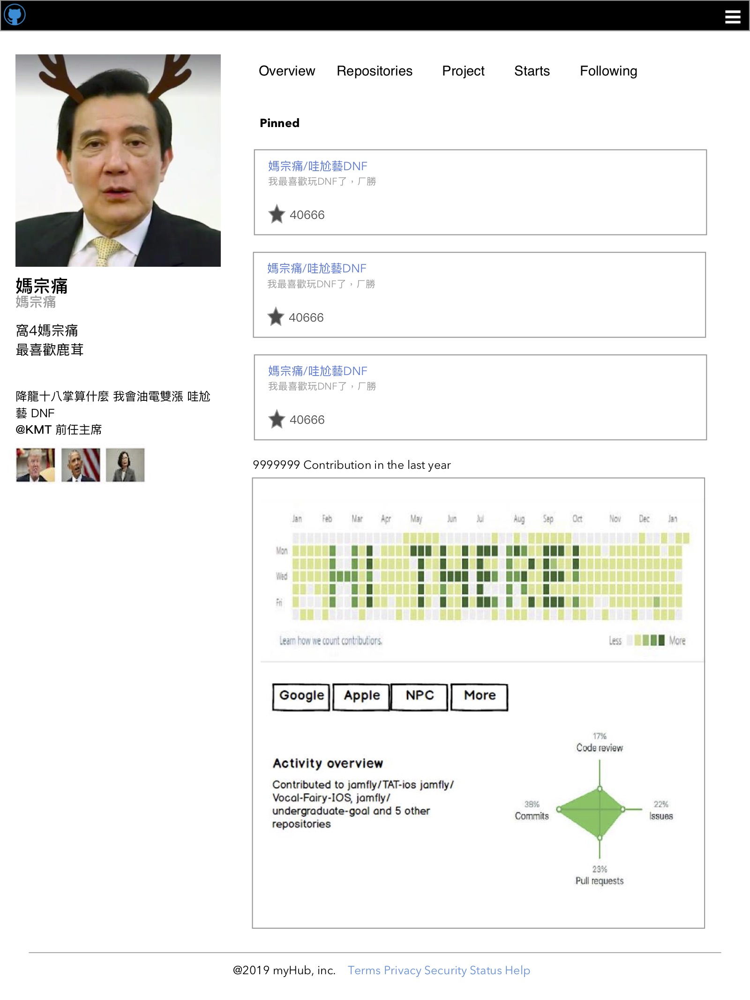 Overview Repositories Project Starts Following
媽宗痛
媽宗痛
窩4媽宗痛
最喜歡鹿茸
降龍十八掌算什麼 我會油電雙漲 哇尬
藝 DNF
@KMT 前任主席
Pinned
媽宗痛/哇尬藝DNF
我最喜歡玩DNF了，厂勝
40666
媽宗痛/哇尬藝DNF
我最喜歡玩DNF了，厂勝
40666
媽宗痛/哇尬藝DNF
我最喜歡玩DNF了，厂勝
40666
9999999 Contribution in the last year
Jan Feb Mar Apr May Jun Jul Aug Sep Oct Nov Dec Jan
Mon
Wed
Fri
HI THERE!
Learn how we count contributions.
Less More
Google Apple NPC More
Activity overview
Contributed to jamfly/TAT-ios jamfly/
Vocal-Fairy-IOS, jamfly/
undergraduate-goal and 5 other
repositories
17%
Code review
38%
Commits
22%
Issues
23%
Pull requests
@2019 myHub, inc. Terms Privacy Security Status Help